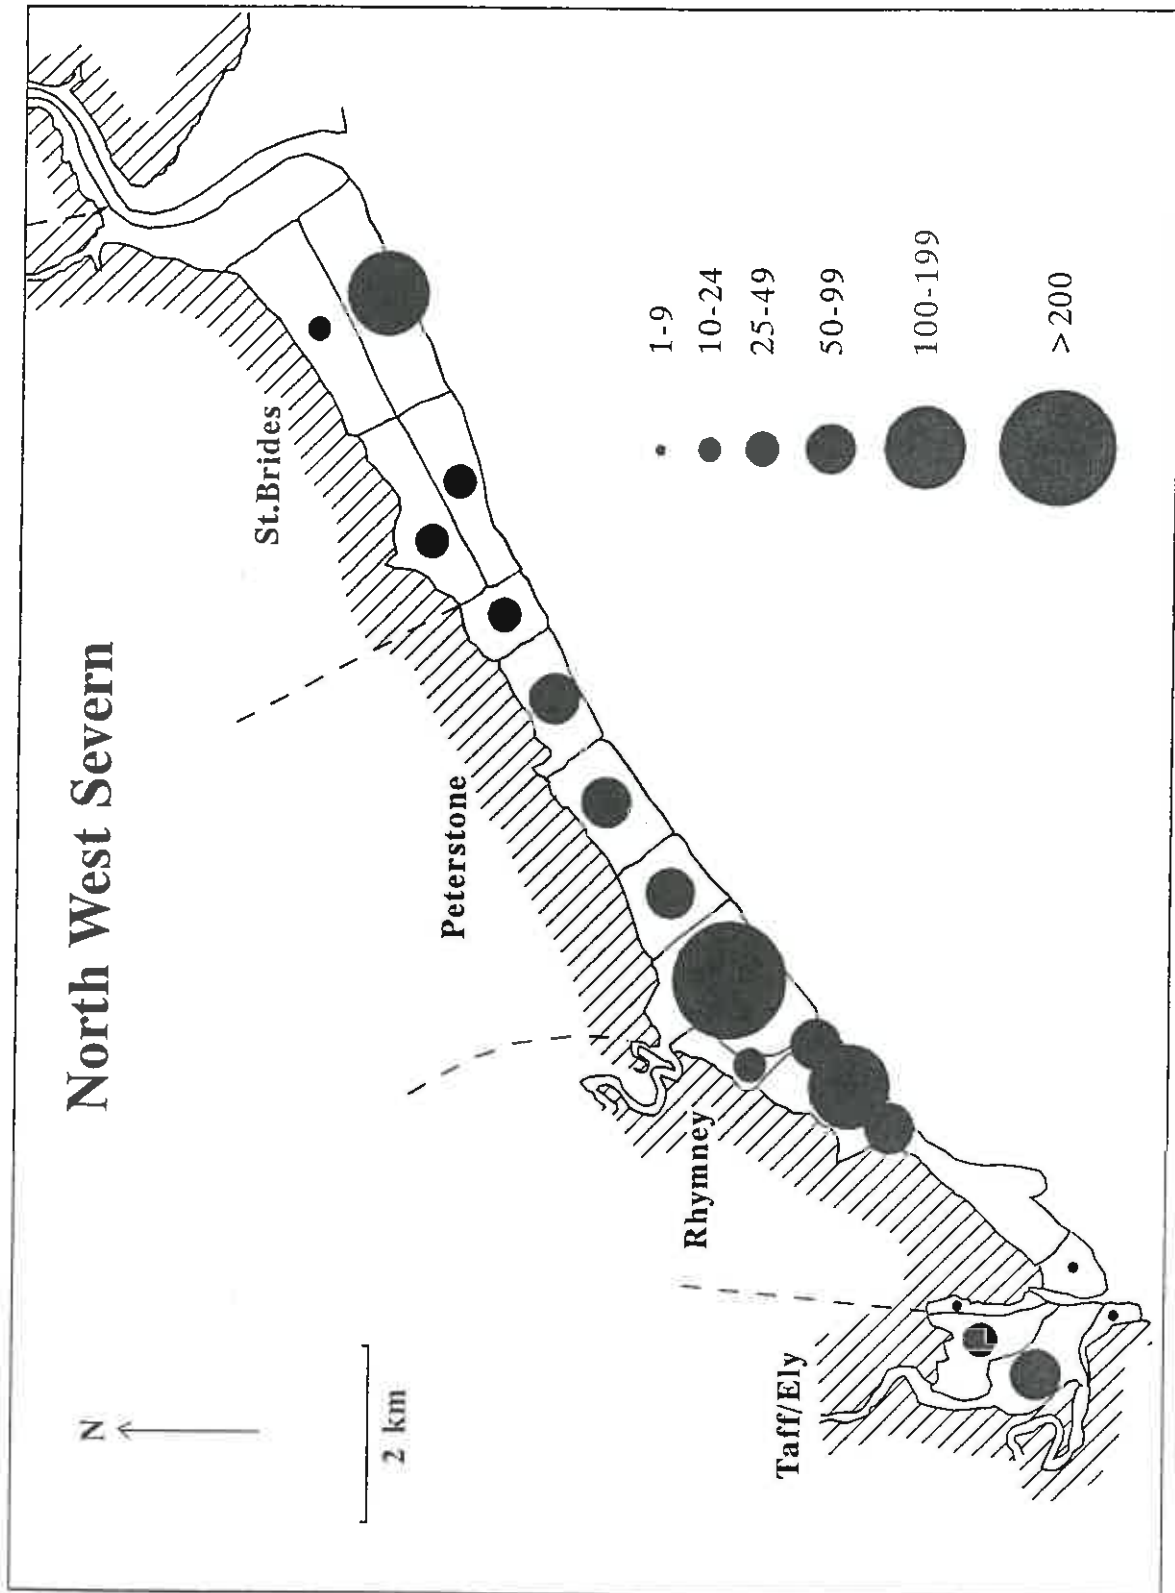 North West Severn
N
2 km
St.Brides
Peterstone
Rhymney
Taff/Ely
1-9
10-24
25-49
50-99
100-199
>200